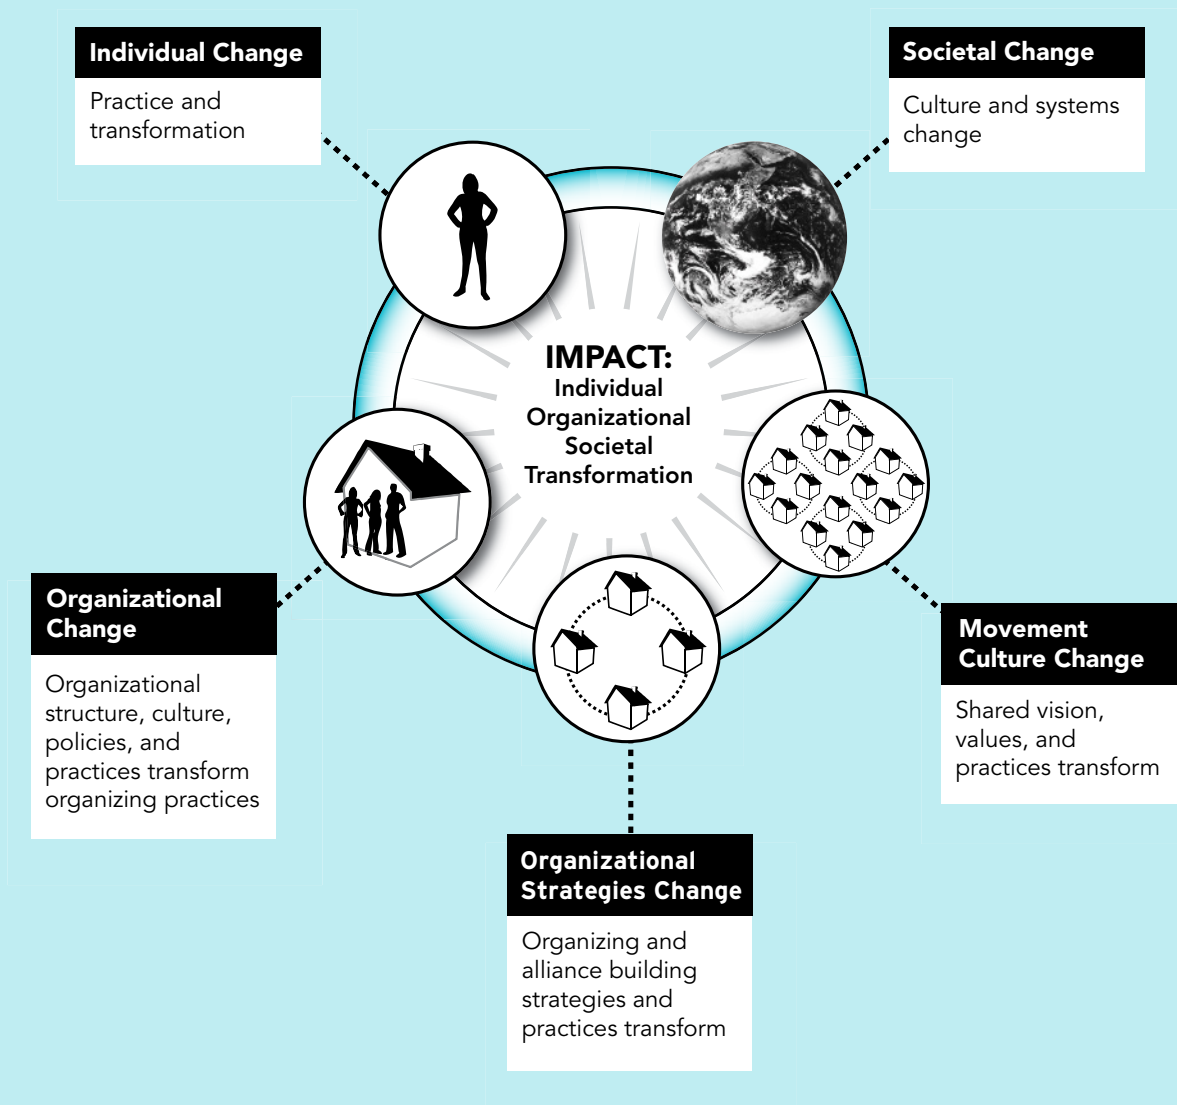 Individual Change
Practice and
transformation
Societal Change
Culture and systems
change
IMPACT:
Individual
Organizational
Societal
Transformation
Organizational
Change
Organizational
structure, culture,
policies, and
practices transform
organizing practices
Movement
Culture Change
Shared vision,
values, and
practices transform
Organizational
Strategies Change
Organizing and
alliance building
strategies and
practices transform